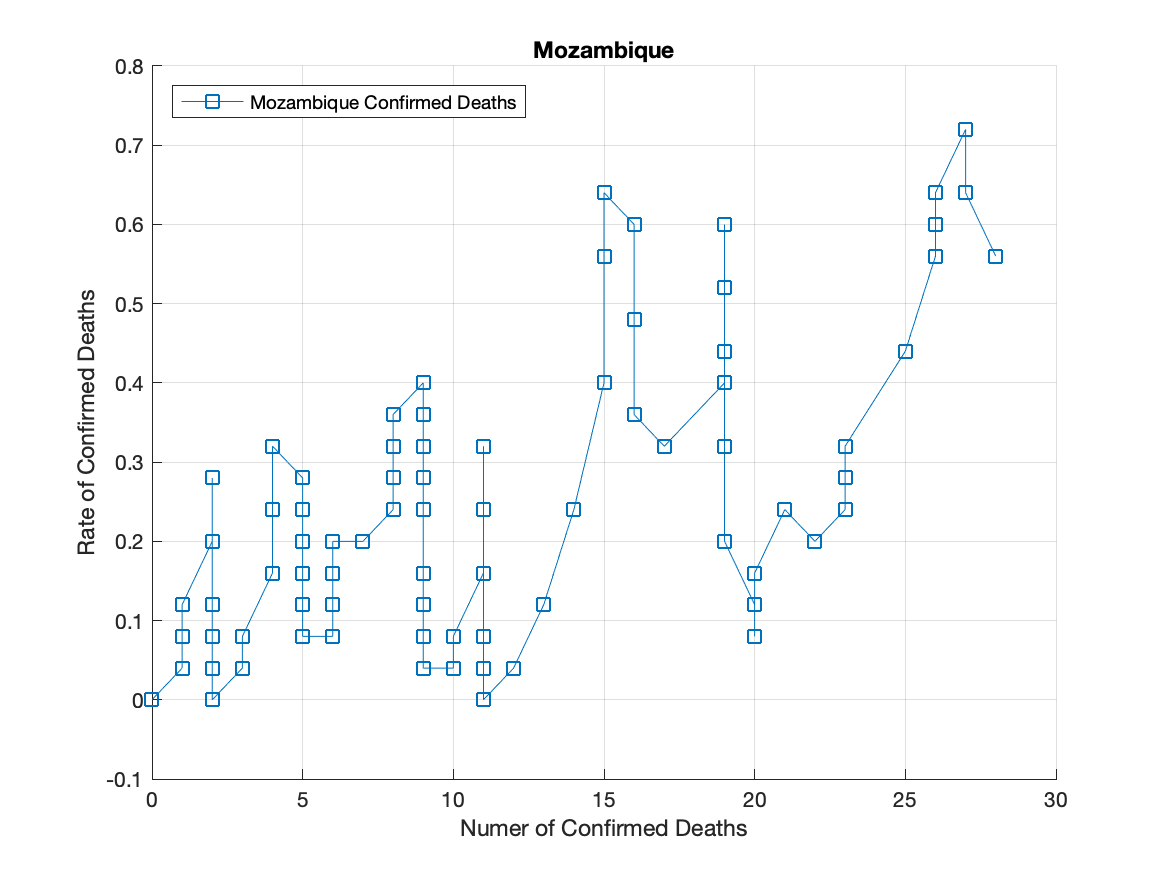 Mozambique
Mozambique Confirmed Deaths
0.8
0.7
0.6
0.5
0.4
0.3
0.2
0.1
0
-0.1
Rate of Confirmed Deaths
0 5 10 15 20 25 30
Numer of Confirmed Deaths